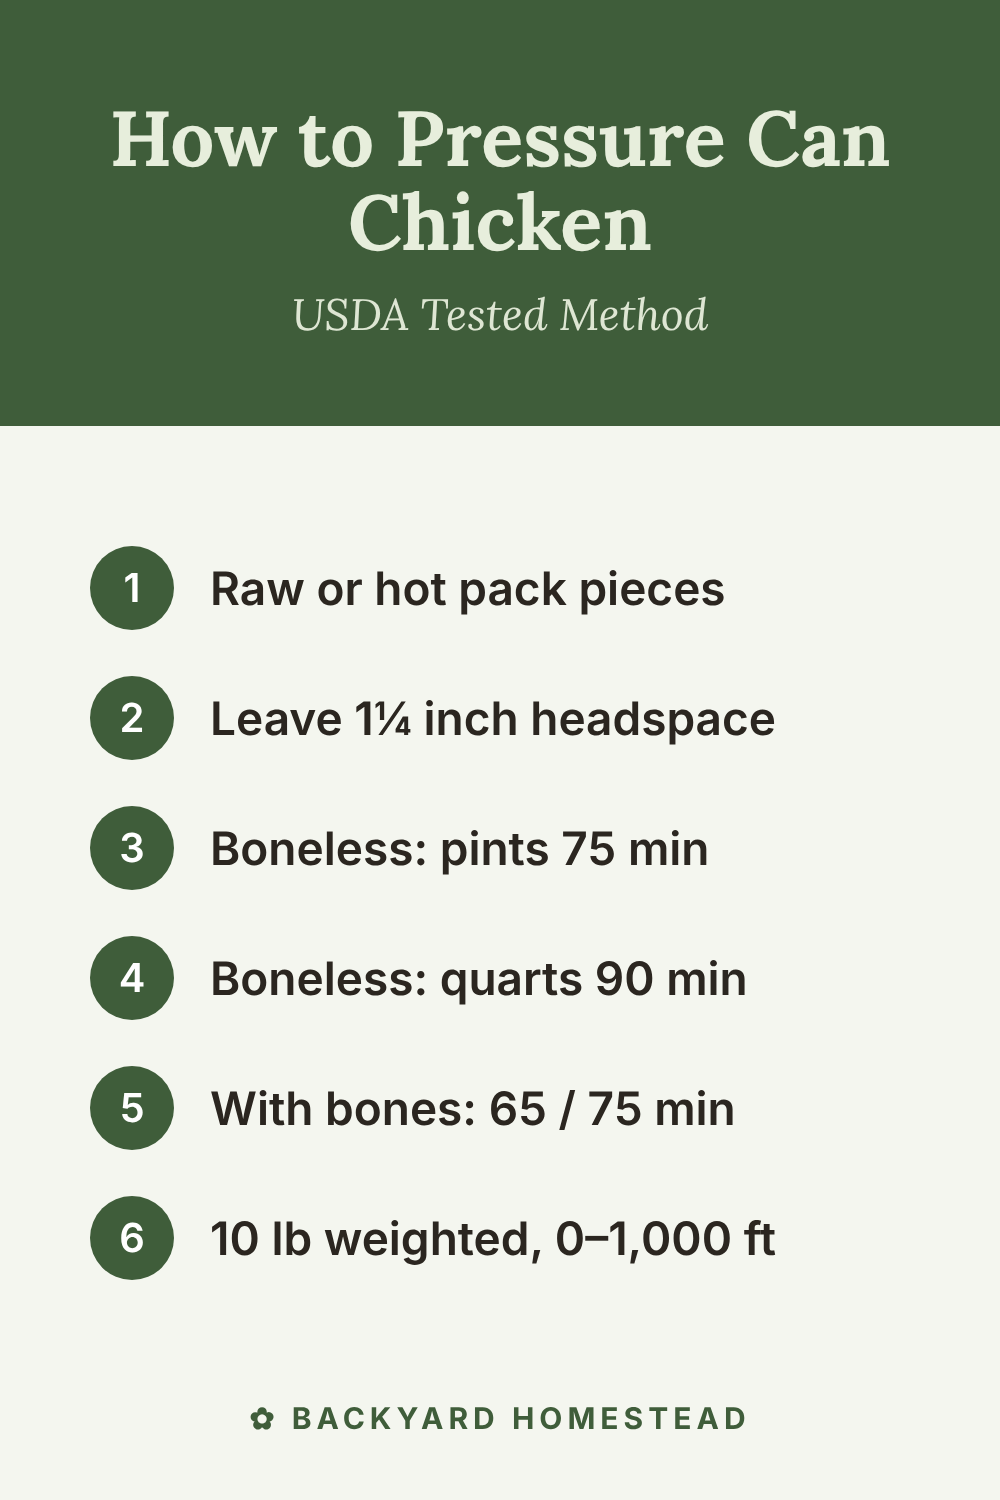 How to Pressure Can
Chicken
USDA Tested Method
1 Raw or hot pack pieces
2 Leave 1¼ inch headspace
3 Boneless: pints 75 min
4 Boneless: quarts 90 min
5 With bones: 65 / 75 min
6 10 lb weighted, 0–1,000 ft
✿ BACKYARD HOMESTEAD